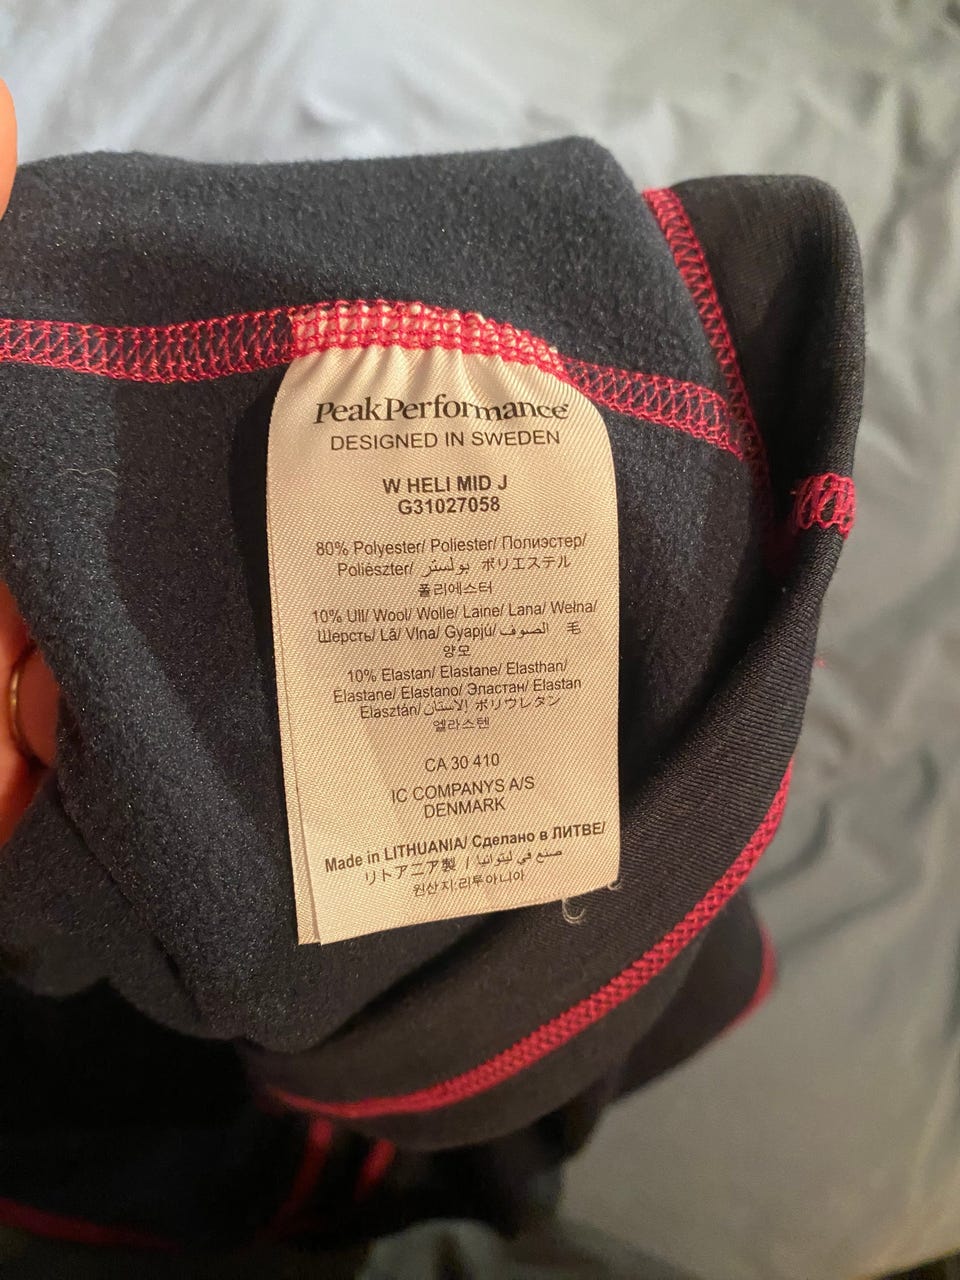 PeakPerformance®
DESIGNED IN SWEDEN
W HELI MID J
G31027058
80% Polyester/ Poliester/ Полиэстер/
Poliészter/ بولستر ポリエステル
폴리에스터
10% Ull/ Wool/ Wolle/ Laine/ Lana/ Wełna/
Шерсть/ Lã/ Vlna/ Gyapjú/ الصوف 毛
양모
10% Elastan/ Elastane/ Elasthan/
Elastane/ Elastano/ Эластан/ Elastan
Elasztán/ الاستان ポリウレタン
엘라스텐
CA 30 410
IC COMPANYS A/S
DENMARK
Made in LITHUANIA/ Сделано в ЛИТВЕ/
リトアニア製 / صنع في ليتوانيا
원산지:리투아니아